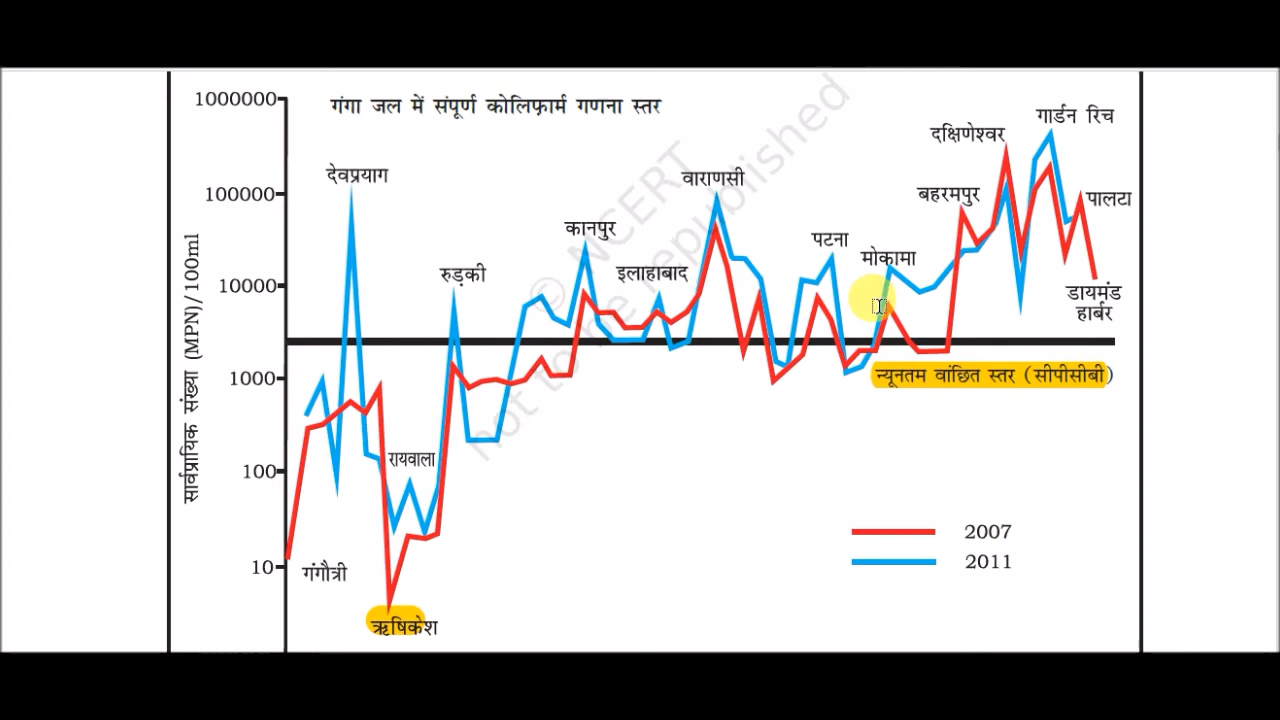 गंगा जल में संपूर्ण कोलिफ़ार्म गणना स्तर
सार्वप्रायिक संख्या (MPN)/100ml
1000000
100000
10000
1000
100
10
देवप्रयाग
रुड़की
कानपुर
इलाहाबाद
वाराणसी
पटना
मोकामा
बहरमपुर
दक्षिणेश्वर
गार्डन रिच
पालटा
डायमंड
हार्बर
न्यूनतम वांछित स्तर (सीपीसीबी)
रायवाला
गंगौत्री
ऋषिकेश
2007
2011
© NCERT
not to be republished